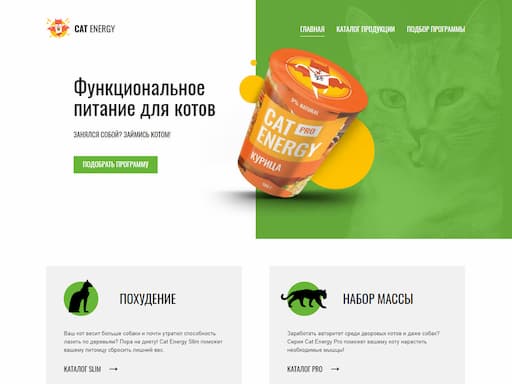 CAT ENERGY
ГЛАВНАЯ КАТАЛОГ ПРОДУКЦИИ ПОДБОР ПРОГРАММЫ
Функциональное
питание для котов
ЗАНЯЛСЯ СОБОЙ? ЗАЙМИСЬ КОТОМ!
ПОДОБРАТЬ ПРОГРАММУ
% NATURAL
CAT PRO
ENERGY
КУРИЦА
ПОХУДЕНИЕ
Ваш кот весит больше собаки и почти утратил способность
лазить по деревьям? Пора на диету! Cat Energy Slim поможет
вашему питомцу сбросить лишний вес.
КАТАЛОГ SLIM →
НАБОР МАССЫ
Заработать авторитет среди дворовых котов и даже собак?
Серия Cat Energy Pro поможет вашему коту нарастить
необходимые мышцы!
КАТАЛОГ PRO →